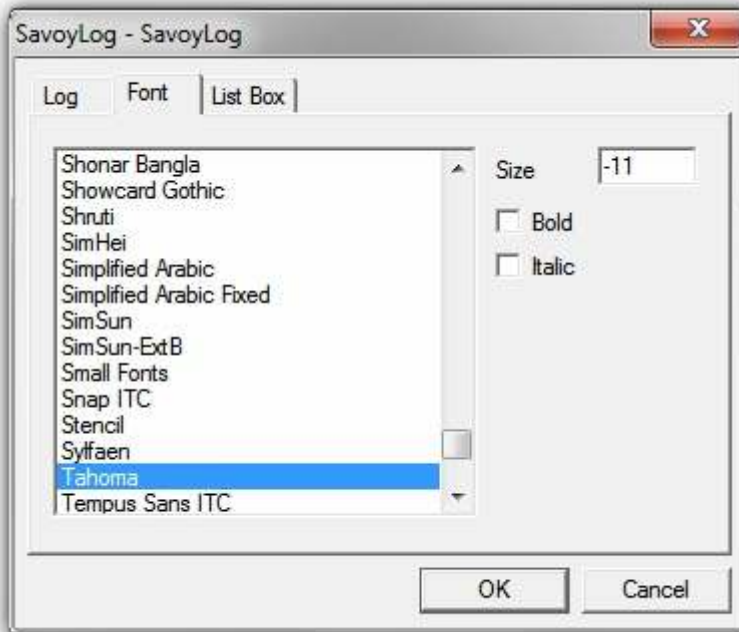 SavoyLog - SavoyLog
Log Font List Box
Shonar Bangla
Showcard Gothic
Shruti
SimHei
Simplified Arabic
Simplified Arabic Fixed
SimSun
SimSun-ExtB
Small Fonts
Snap ITC
Stencil
Sylfaen
Tahoma
Tempus Sans ITC
Size -11
Bold
Italic
OK Cancel